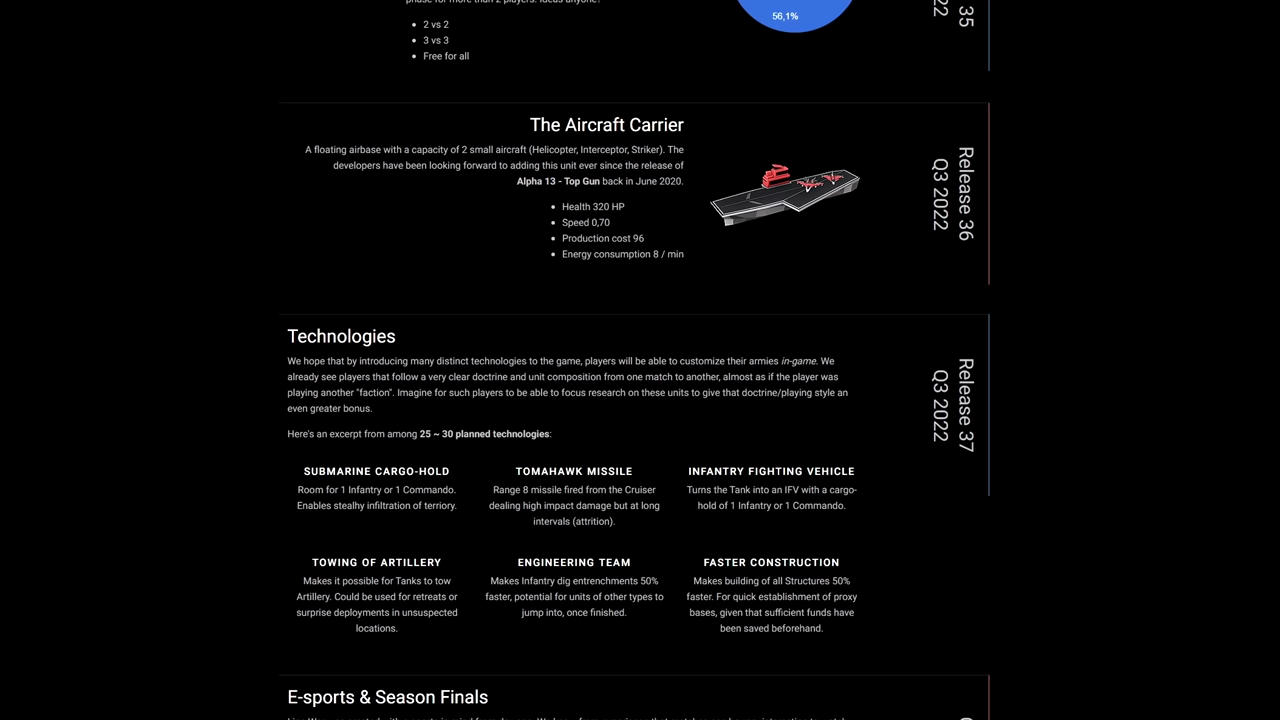 56,1%
2 vs 2
3 vs 3
Free for all
35
22
The Aircraft Carrier
A floating airbase with a capacity of 2 small aircraft (Helicopter, Interceptor, Striker). The
developers have been looking forward to adding this unit ever since the release of
Alpha 13 - Top Gun back in June 2020.
Health 320 HP
Speed 0,70
Production cost 96
Energy consumption 8 / min
Release 36
Q3 2022
Technologies
We hope that by introducing many distinct technologies to the game, players will be able to customize their armies in-game. We
already see players that follow a very clear doctrine and unit composition from one match to another, almost as if the player was
playing another "faction". Imagine for such players to be able to focus research on these units to give that doctrine/playing style an
even greater bonus.
Here's an excerpt from among 25 ~ 30 planned technologies:
Release 37
Q3 2022
SUBMARINE CARGO-HOLD
Room for 1 Infantry or 1 Commando.
Enables stealhy infiltration of terriory.
TOMAHAWK MISSILE
Range 8 missile fired from the Cruiser
dealing high impact damage but at long
intervals (attrition).
INFANTRY FIGHTING VEHICLE
Turns the Tank into an IFV with a cargo-
hold of 1 Infantry or 1 Commando.
TOWING OF ARTILLERY
Makes it possible for Tanks to tow
Artillery. Could be used for retreats or
surprise deployments in unsuspected
locations.
ENGINEERING TEAM
Makes Infantry dig entrenchments 50%
faster, potential for units of other types to
jump into, once finished.
FASTER CONSTRUCTION
Makes building of all Structures 50%
faster. For quick establishment of proxy
bases, given that sufficient funds have
been saved beforehand.
E-sports & Season Finals